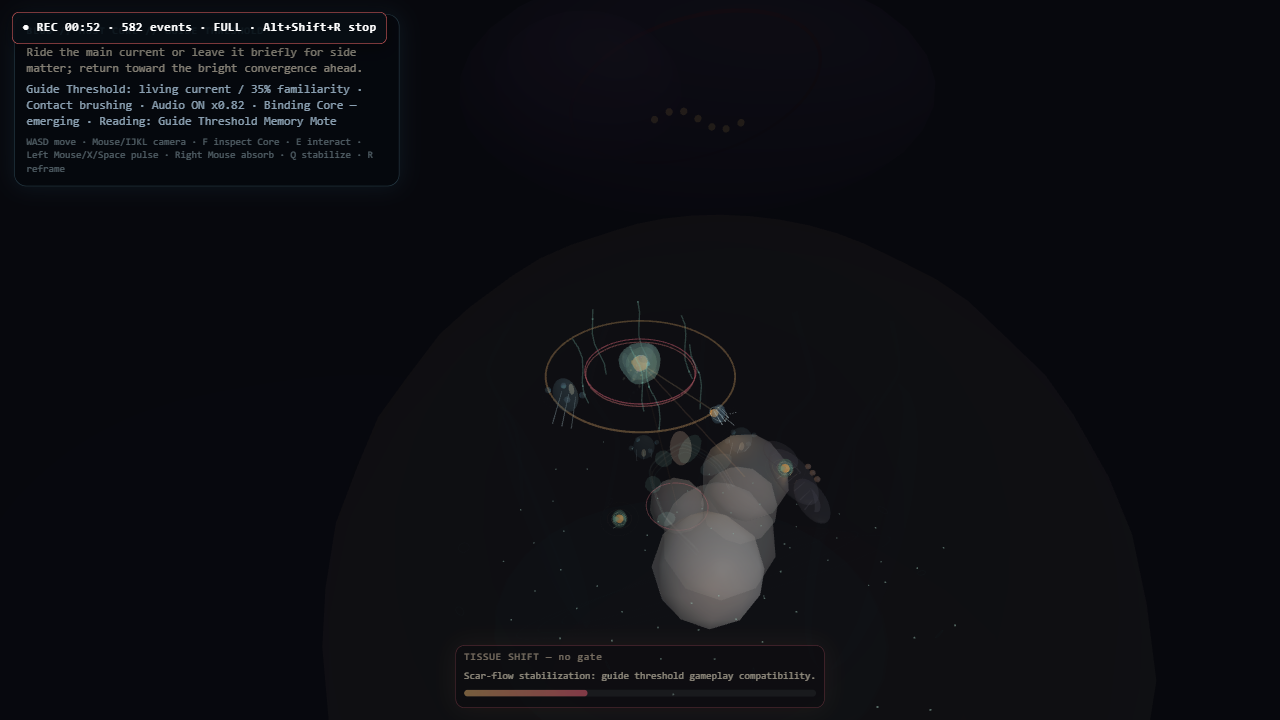 ● REC 00:52 · 582 events · FULL · Alt+Shift+R stop
Ride the main current or leave it briefly for side
matter; return toward the bright convergence ahead.
Guide Threshold: living current / 35% familiarity ·
Contact brushing · Audio ON x0.82 · Binding Core —
emerging · Reading: Guide Threshold Memory Mote
WASD move · Mouse/IJKL camera · F inspect Core · E interact ·
Left Mouse/X/Space pulse · Right Mouse absorb · Q stabilize · R
reframe
TISSUE SHIFT — no gate
Scar-flow stabilization: guide threshold gameplay compatibility.